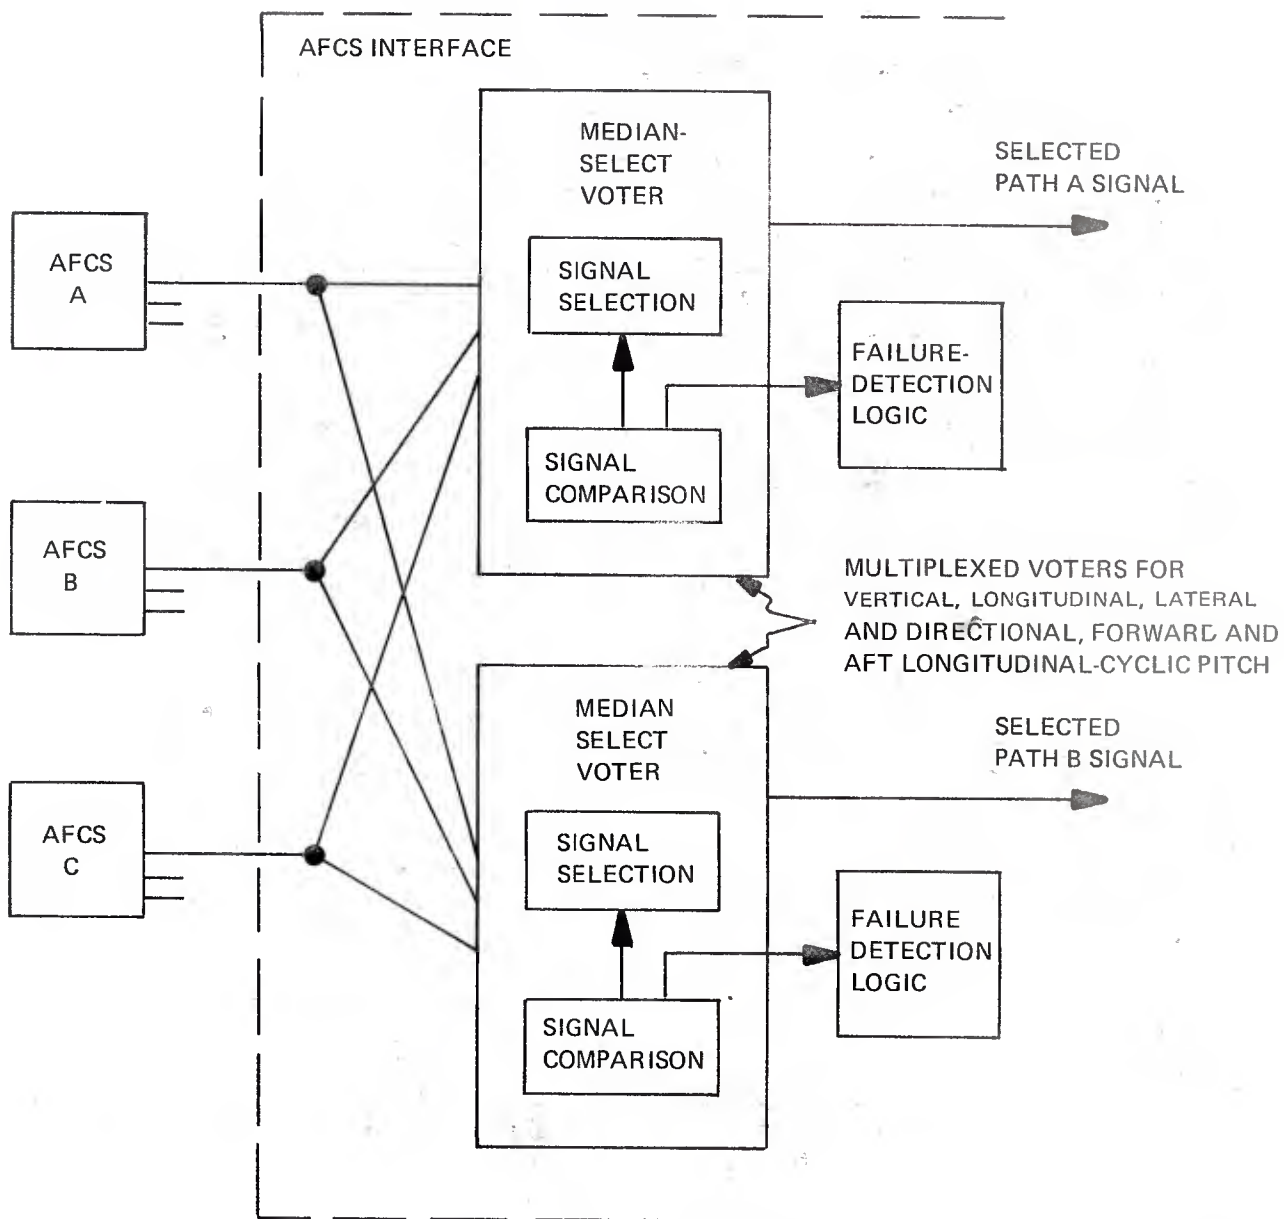 AFCS INTERFACE
MEDIAN-
SELECT
VOTER
SELECTED
PATH A SIGNAL
AFCS
A
SIGNAL
SELECTION
FAILURE-
DETECTION
LOGIC
SIGNAL
COMPARISON
AFCS
B
MULTIPLEXED VOTERS FOR
VERTICAL, LONGITUDINAL, LATERAL
AND DIRECTIONAL, FORWARD AND
AFT LONGITUDINAL-CYCLIC PITCH
MEDIAN
SELECT
VOTER
SELECTED
PATH B SIGNAL
AFCS
C
SIGNAL
SELECTION
FAILURE
DETECTION
LOGIC
SIGNAL
COMPARISON